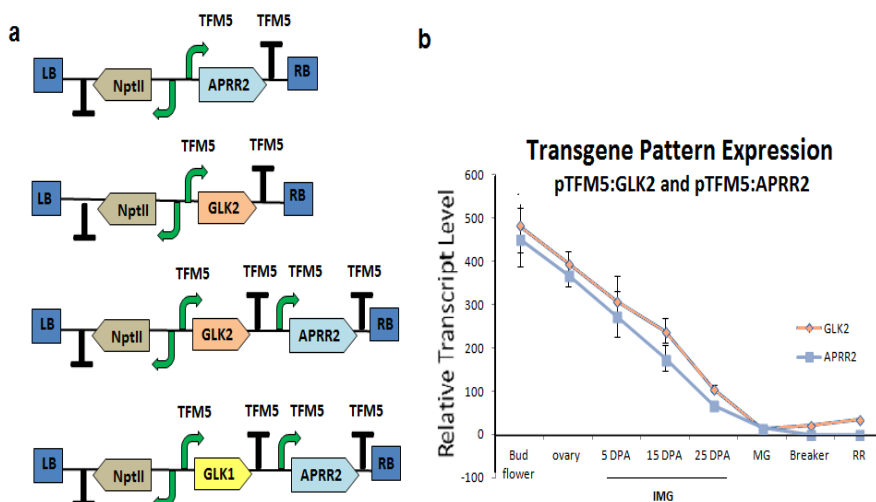 a
TFM5 TFM5
LB NptII APRR2 RB
TFM5 TFM5
LB NptII GLK2 RB
TFM5 TFM5 TFM5 TFM5
LB NptII GLK2 APRR2 RB
TFM5 TFM5 TFM5 TFM5
LB NptII GLK1 APRR2 RB
b
Transgene Pattern Expression
pTFM5:GLK2 and pTFM5:APRR2
Relative Transcript Level
600
500
400
300
200
100
0
-100
GLK2
APRR2
Bud flower ovary 5 DPA 15 DPA 25 DPA MG Breaker RR
IMG